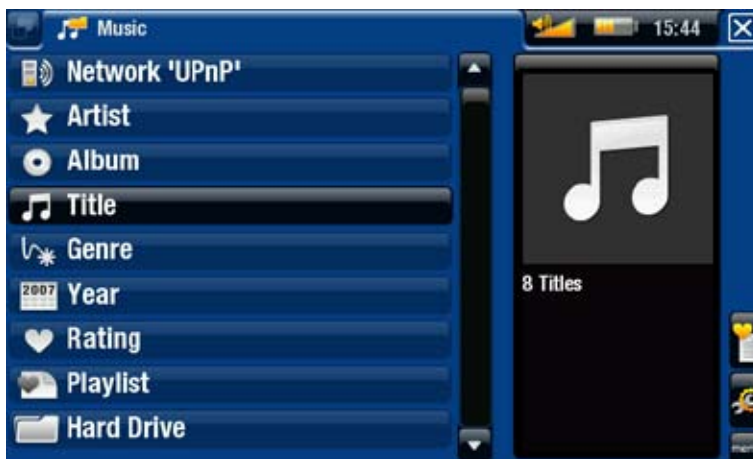 Music
15:44
Network 'UPnP'
Artist
Album
Title
Genre
2007 Year
Rating
Playlist
Hard Drive
8 Titles